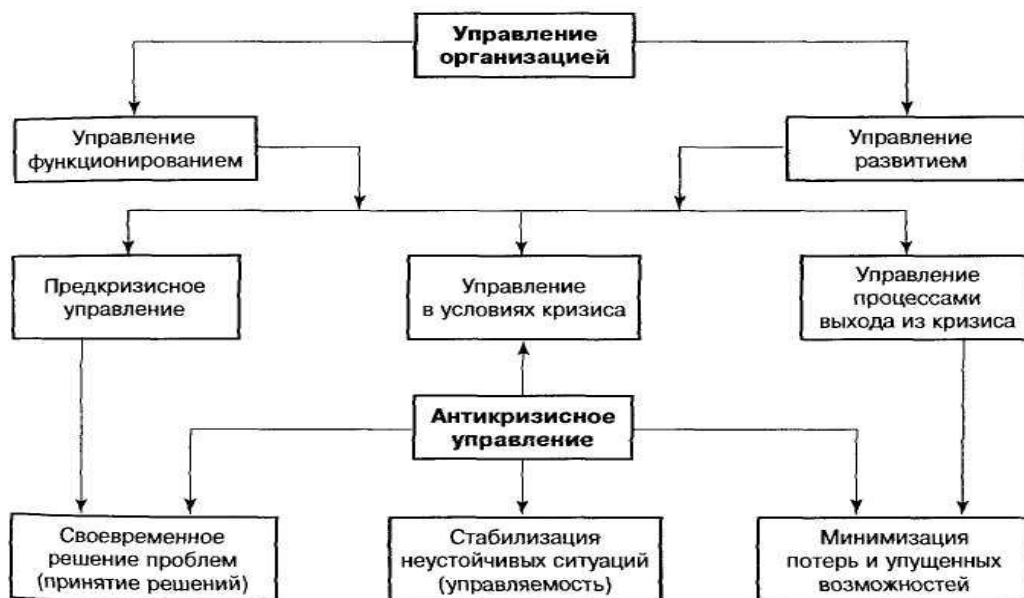 Управление
организацией
Управление
функционированием
Управление
развитием
Предкризисное
управление
Управление
в условиях кризиса
Управление
процессами
выхода из кризиса
Антикризисное
управление
Своевременное
решение проблем
(принятие решений)
Стабилизация
неустойчивых ситуаций
(управляемость)
Минимизация
потерь и упущенных
возможностей